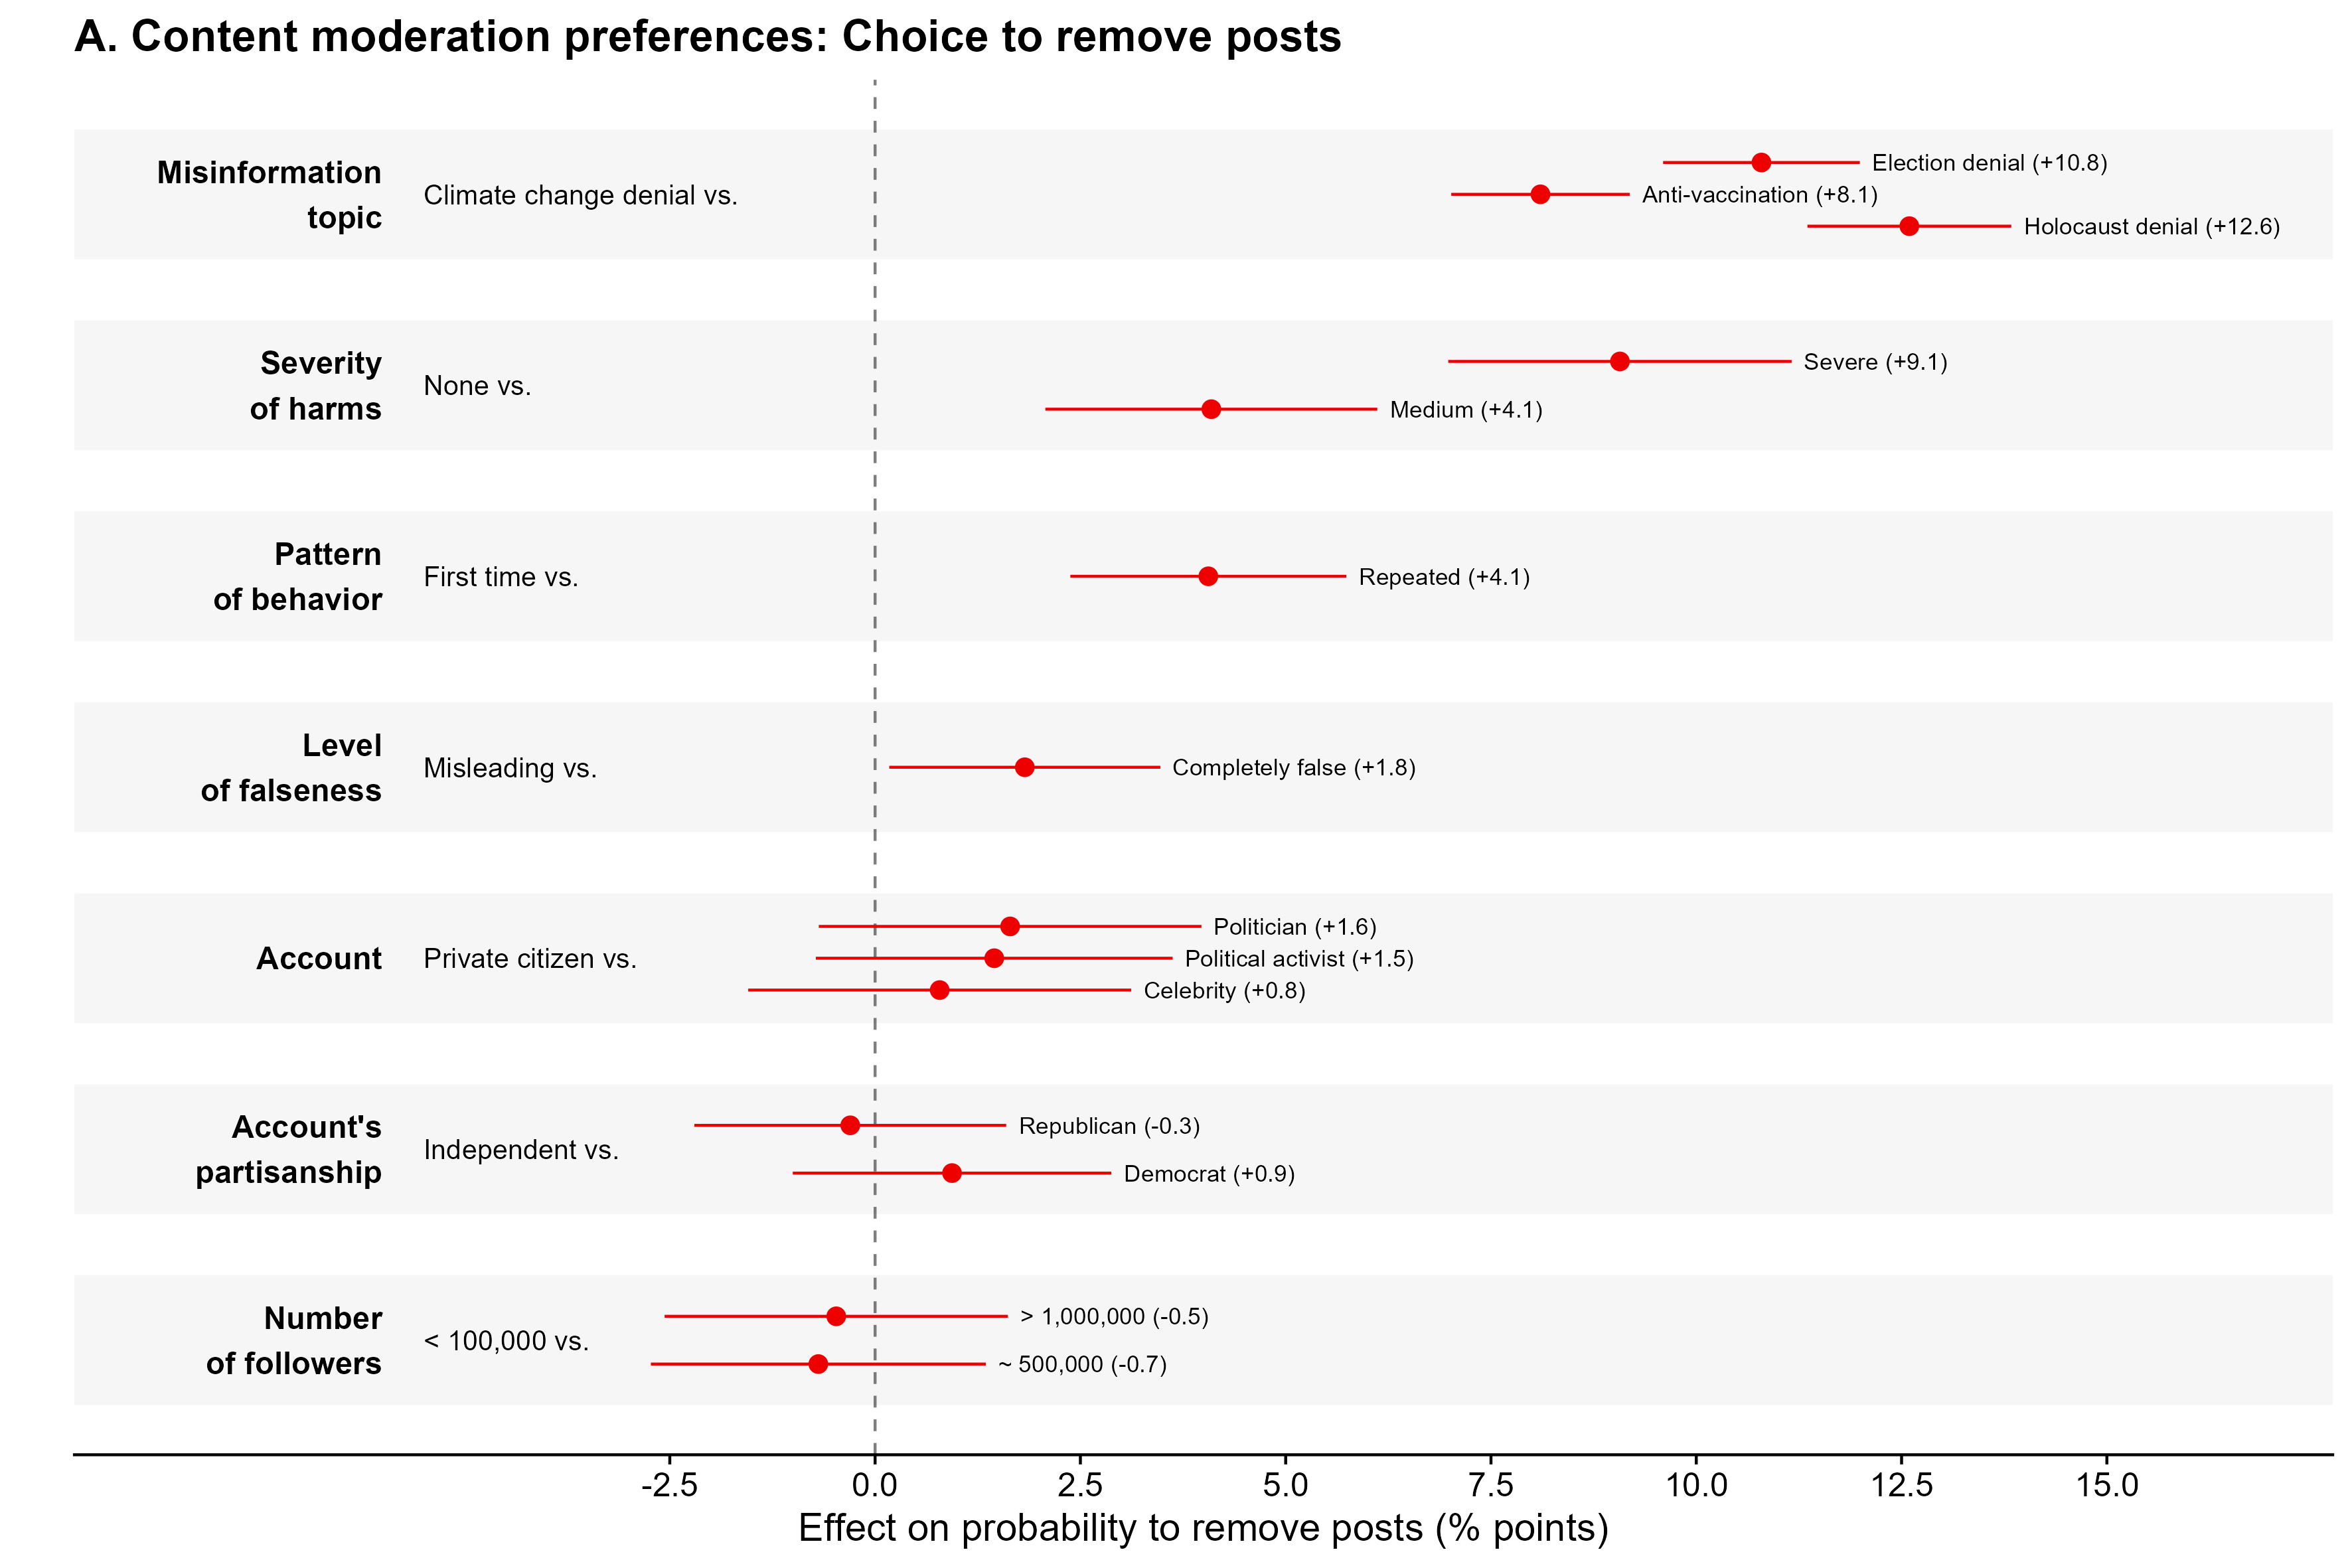 A. Content moderation preferences: Choice to remove posts
Misinformation
topic
Climate change denial vs.
Election denial (+10.8)
Anti-vaccination (+8.1)
Holocaust denial (+12.6)
Severity
of harms
None vs.
Severe (+9.1)
Medium (+4.1)
Pattern
of behavior
First time vs.
Repeated (+4.1)
Level
of falseness
Misleading vs.
Completely false (+1.8)
Account
Private citizen vs.
Politician (+1.6)
Political activist (+1.5)
Celebrity (+0.8)
Account's
partisanship
Independent vs.
Republican (-0.3)
Democrat (+0.9)
Number
of followers
< 100,000 vs.
> 1,000,000 (-0.5)
~ 500,000 (-0.7)
-2.5 0.0 2.5 5.0 7.5 10.0 12.5 15.0
Effect on probability to remove posts (% points)